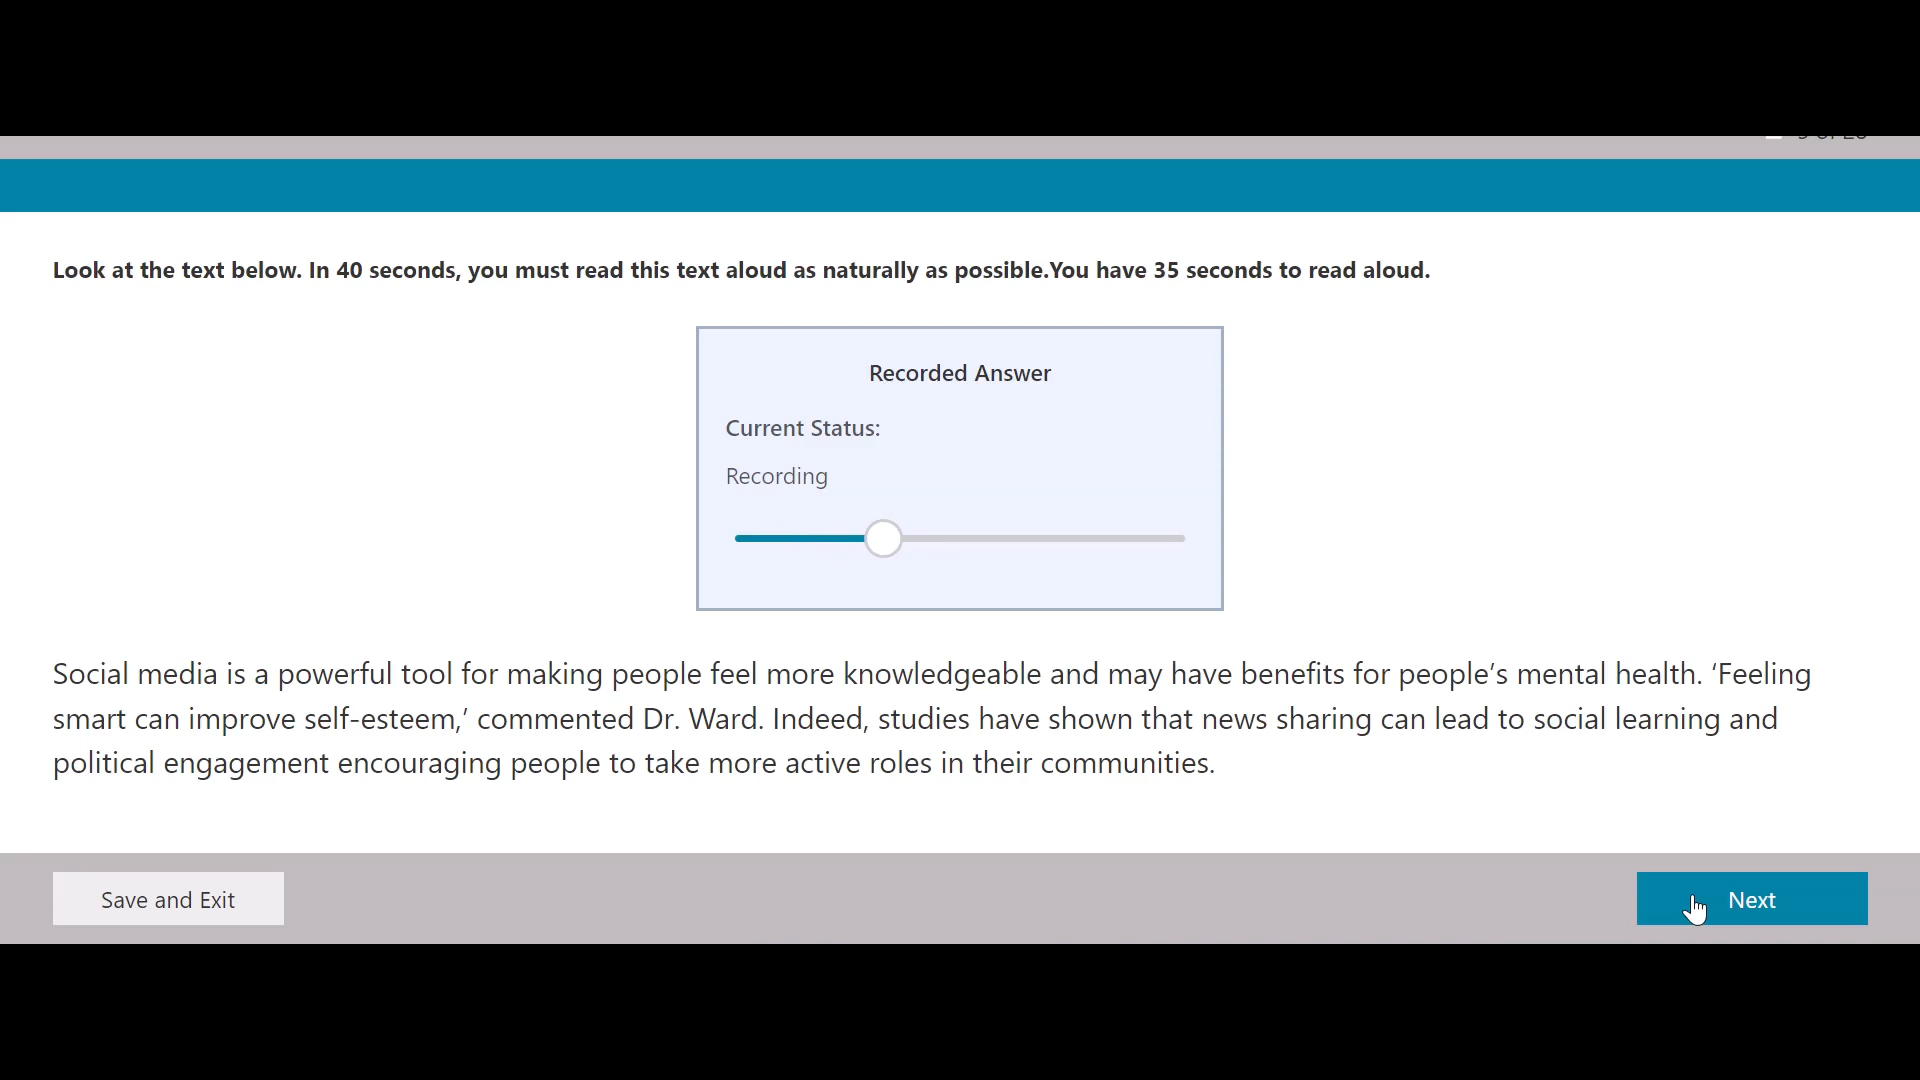 Look at the text below. In 40 seconds, you must read this text aloud as naturally as possible.You have 35 seconds to read aloud.
Recorded Answer
Current Status:
Recording
Social media is a powerful tool for making people feel more knowledgeable and may have benefits for people’s mental health. ‘Feeling
smart can improve self-esteem,’ commented Dr. Ward. Indeed, studies have shown that news sharing can lead to social learning and
political engagement encouraging people to take more active roles in their communities.
Save and Exit
Next